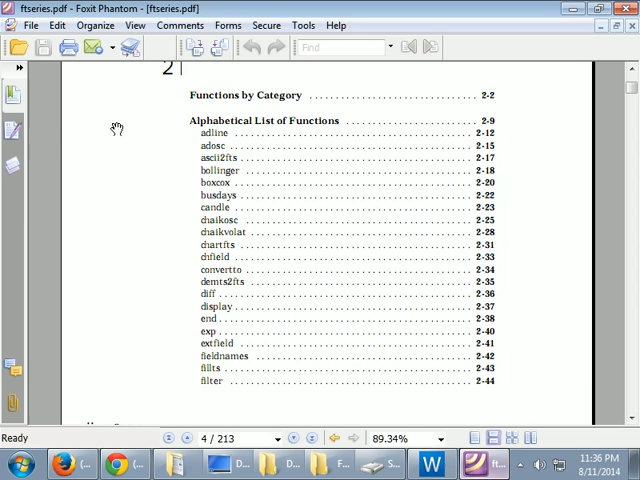 ftseries.pdf - Foxit Phantom - [ftseries.pdf]
File Edit Organize View Comments Forms Secure Tools Help
Find
2
Functions by Category . . . . . . . . . . . . . . . . . . . . . . . . . . . . . . . . . 2-2
Alphabetical List of Functions . . . . . . . . . . . . . . . . . . . . . . . . . 2-9
adline . . . . . . . . . . . . . . . . . . . . . . . . . . . . . . . . . . . . . . . . . . 2-12
adosc . . . . . . . . . . . . . . . . . . . . . . . . . . . . . . . . . . . . . . . . . . 2-15
ascii2fts . . . . . . . . . . . . . . . . . . . . . . . . . . . . . . . . . . . . . . . . 2-17
bollinger . . . . . . . . . . . . . . . . . . . . . . . . . . . . . . . . . . . . . . . . 2-18
boxcox . . . . . . . . . . . . . . . . . . . . . . . . . . . . . . . . . . . . . . . . . 2-20
busdays . . . . . . . . . . . . . . . . . . . . . . . . . . . . . . . . . . . . . . . . 2-22
candle . . . . . . . . . . . . . . . . . . . . . . . . . . . . . . . . . . . . . . . . . 2-23
chaikosc . . . . . . . . . . . . . . . . . . . . . . . . . . . . . . . . . . . . . . . . 2-25
chaikvolat . . . . . . . . . . . . . . . . . . . . . . . . . . . . . . . . . . . . . . . 2-28
chartfts . . . . . . . . . . . . . . . . . . . . . . . . . . . . . . . . . . . . . . . . 2-31
chfield . . . . . . . . . . . . . . . . . . . . . . . . . . . . . . . . . . . . . . . . . 2-33
convertto . . . . . . . . . . . . . . . . . . . . . . . . . . . . . . . . . . . . . . . 2-34
demts2fts . . . . . . . . . . . . . . . . . . . . . . . . . . . . . . . . . . . . . . . 2-35
diff . . . . . . . . . . . . . . . . . . . . . . . . . . . . . . . . . . . . . . . . . . . . 2-36
display . . . . . . . . . . . . . . . . . . . . . . . . . . . . . . . . . . . . . . . . . 2-37
end . . . . . . . . . . . . . . . . . . . . . . . . . . . . . . . . . . . . . . . . . . . . 2-38
exp . . . . . . . . . . . . . . . . . . . . . . . . . . . . . . . . . . . . . . . . . . . . 2-40
extfield . . . . . . . . . . . . . . . . . . . . . . . . . . . . . . . . . . . . . . . . 2-41
fieldnames . . . . . . . . . . . . . . . . . . . . . . . . . . . . . . . . . . . . . . 2-42
fillts . . . . . . . . . . . . . . . . . . . . . . . . . . . . . . . . . . . . . . . . . . . 2-43
filter . . . . . . . . . . . . . . . . . . . . . . . . . . . . . . . . . . . . . . . . . . 2-44
Ready 4 / 213 89.34%
(... (... D... D... F... S... ft... 11:36 PM
8/11/2014